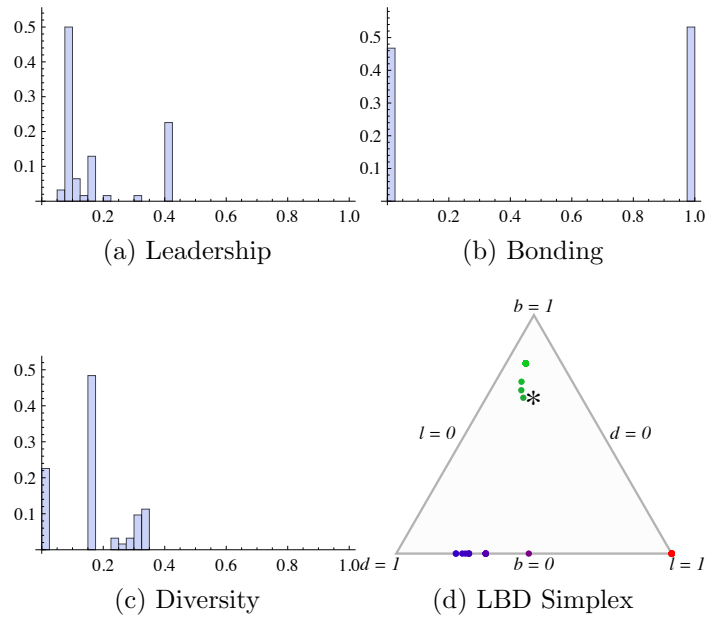 0.5
0.4
0.3
0.2
0.1
0.2 0.4 0.6 0.8 1.0
(a) Leadership
0.5
0.4
0.3
0.2
0.1
0.2 0.4 0.6 0.8 1.0
(b) Bonding
0.5
0.4
0.3
0.2
0.1
0.2 0.4 0.6 0.8 1.0
(c) Diversity
b = 1
l = 0 d = 0
*
d = 1 b = 0 l = 1
(d) LBD Simplex